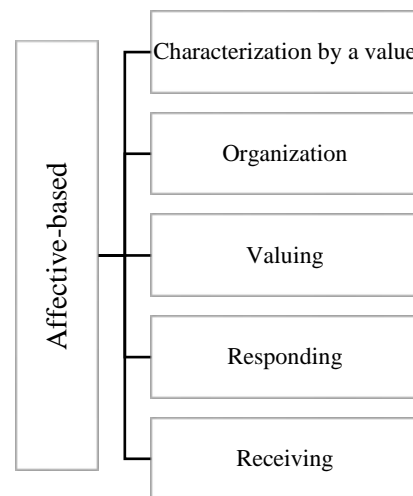 Affective-based
Characterization by a value
Organization
Valuing
Responding
Receiving